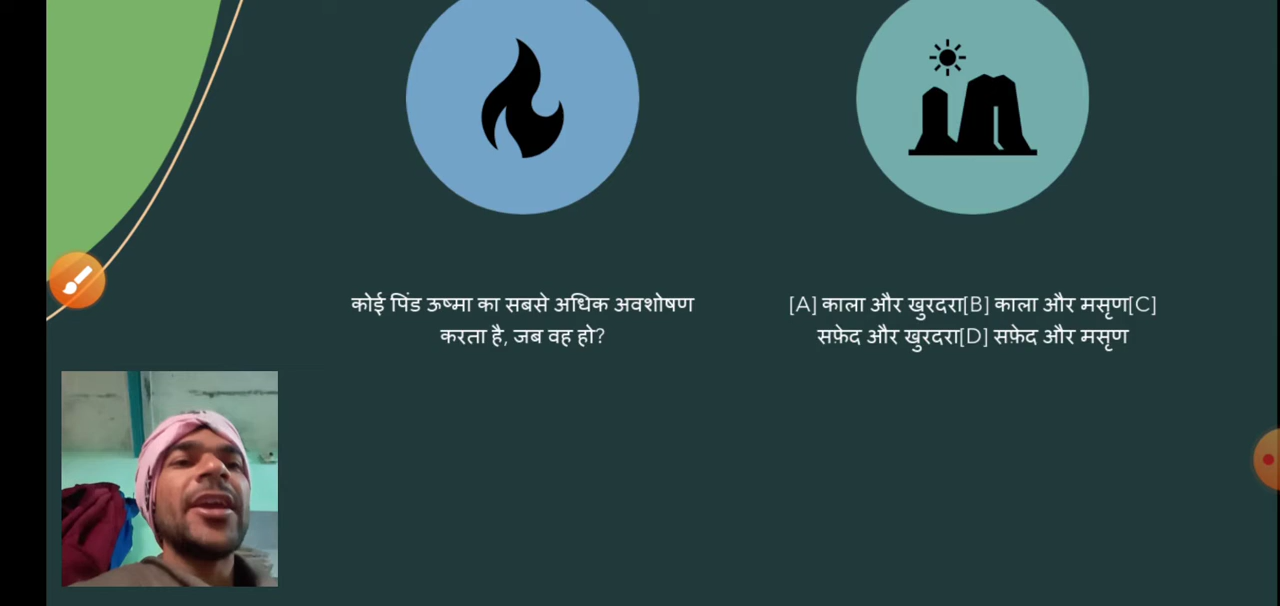 कोई पिंड ऊष्मा का सबसे अधिक अवशोषण
करता है, जब वह हो?
[A] काला और खुरदरा[B] काला और मसृण[C]
सफ़ेद और खुरदरा[D] सफ़ेद और मसृण